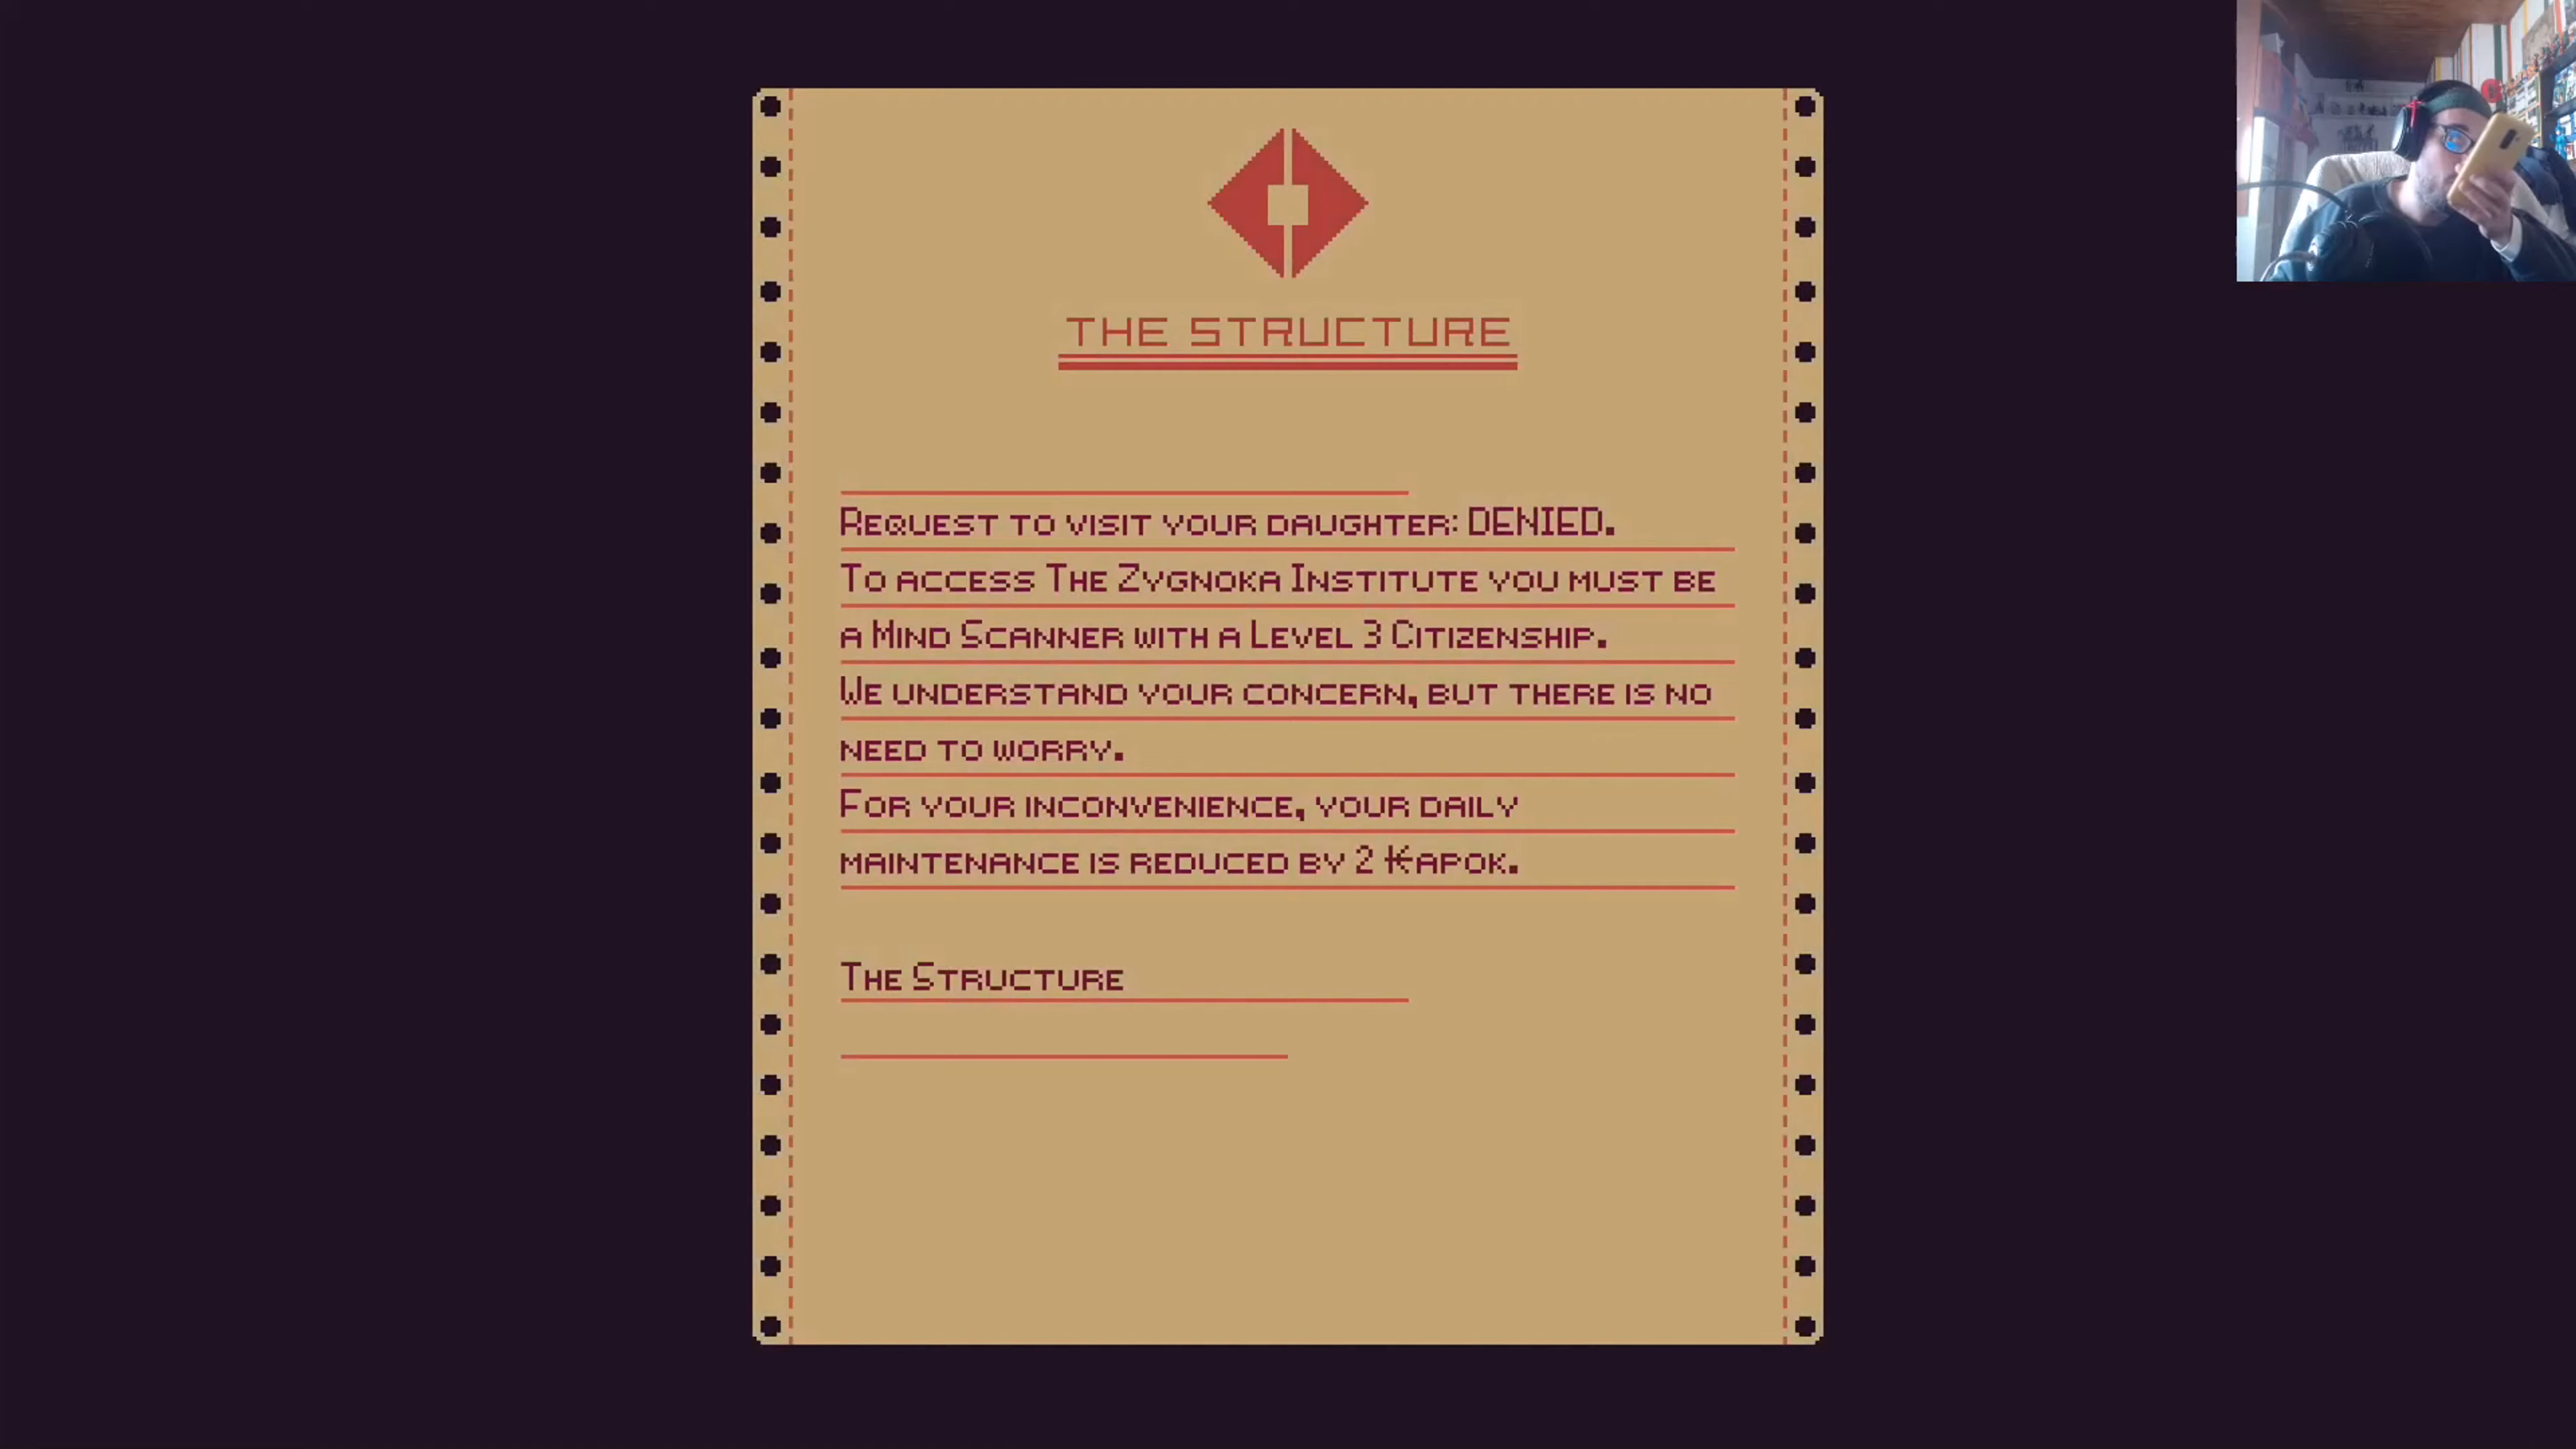 THE STRUCTURE
Request to visit your daughter: DENIED.
To access The Zygnoka Institute you must be
a Mind Scanner with a Level 3 Citizenship.
We understand your concern, but there is no
need to worry.
For your inconvenience, your daily
maintenance is reduced by 2 Kapok.
The Structure